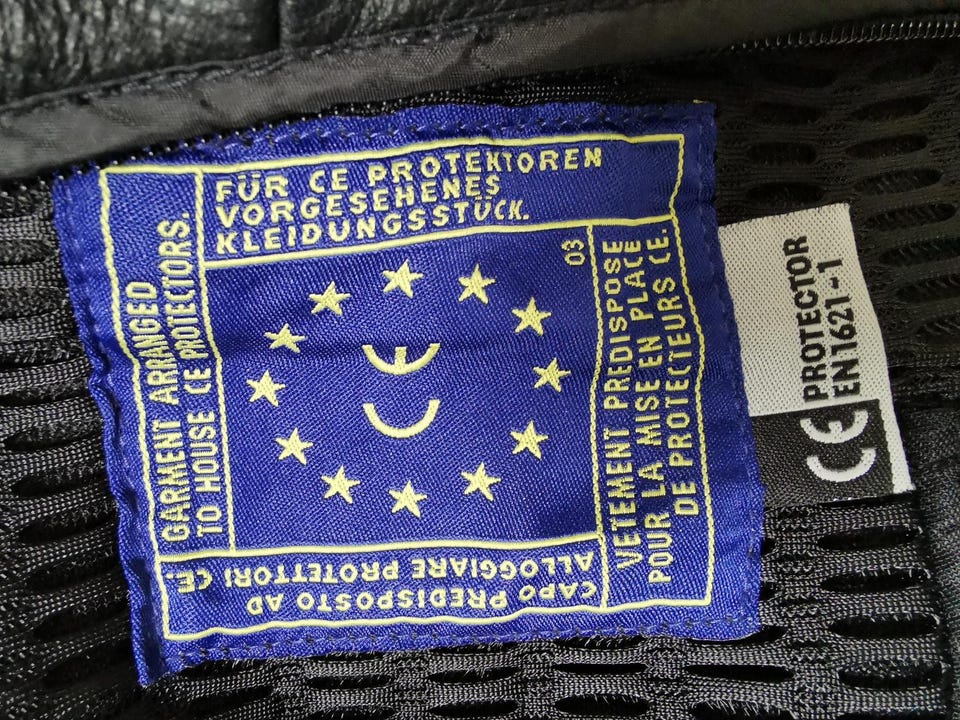 FÜR CE PROTEKTOREN
VORGESEHENES
KLEIDUNGSSTÜCK.
GARMENT ARRANGED
TO HOUSE CE PROTECTORS.
03
CE
VETEMENT PREDISPOSE
POUR LA MISE EN PLACE
DE PROTECTEURS CE.
CAPO PREDISPOSTO AD
ALLOGGIARE PROTETTORI CE.
PROTECTOR
EN1621-1
CE